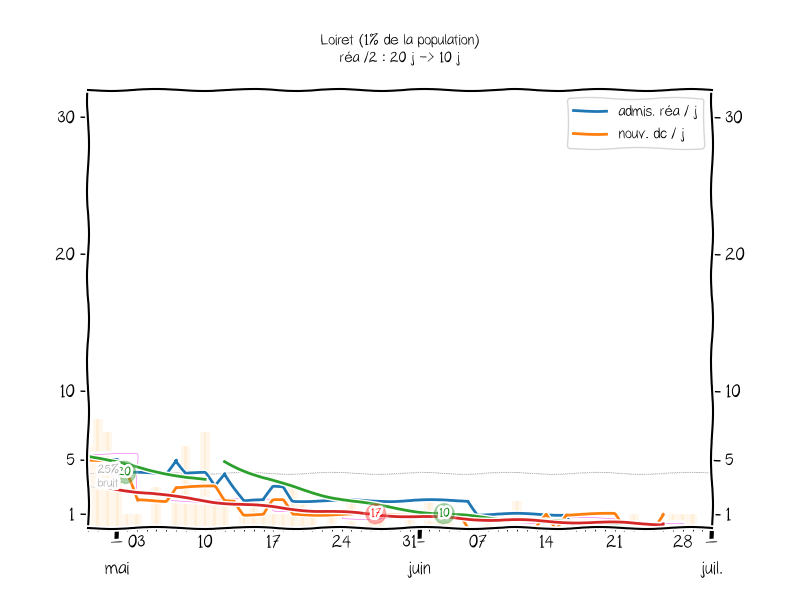 Loiret (1% de la population)
réa /2 : 20 j -> 10 j
admis. réa / j
nouv. dc / j
30
30
20
20
10
10
5
5
25%
bruit
20
17
10
1
1
03
10
17
24
31
07
14
21
28
mai
juin
juil.